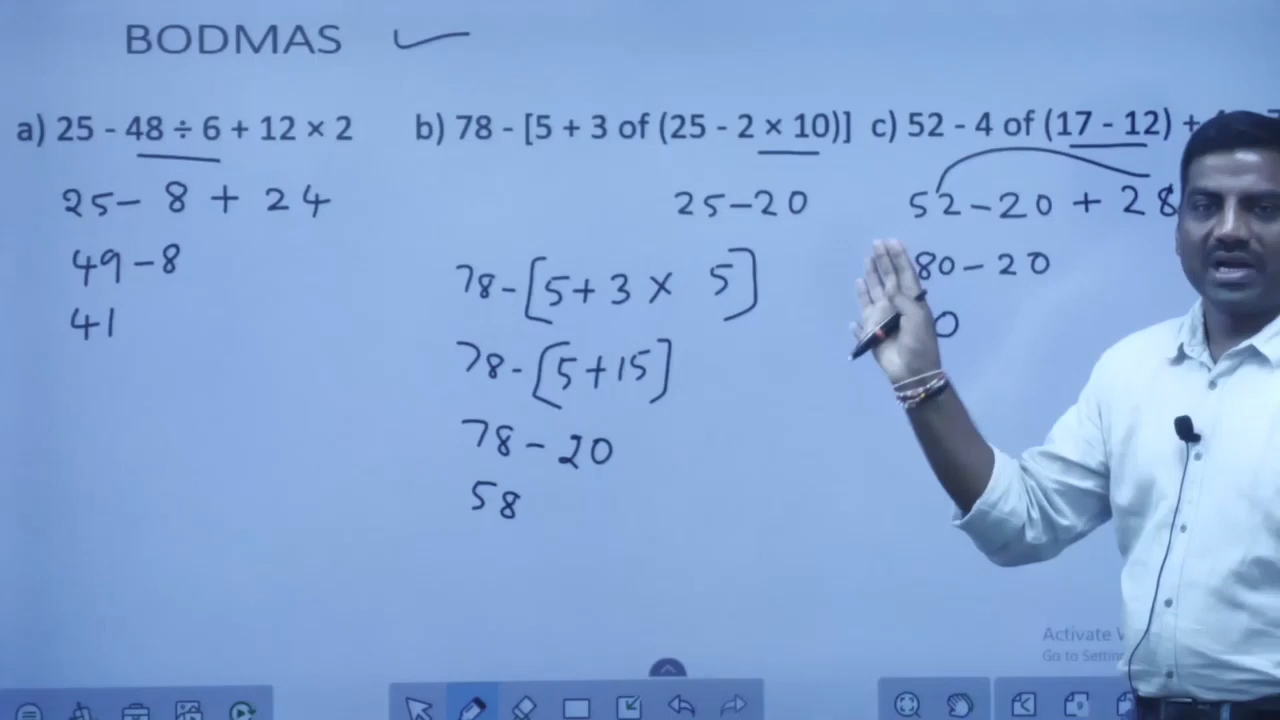 BODMAS
a) 25 - 48 ÷ 6 + 12 × 2
25 - 8 + 24
49 - 8
41
b) 78 - [5 + 3 of (25 - 2 × 10)]
25 - 20
78 - [5 + 3 × 5]
78 - [5 + 15]
78 - 20
58
c) 52 - 4 of (17 - 12) +
52 - 20 + 28
80 - 20
0
Activate
Go to Settin